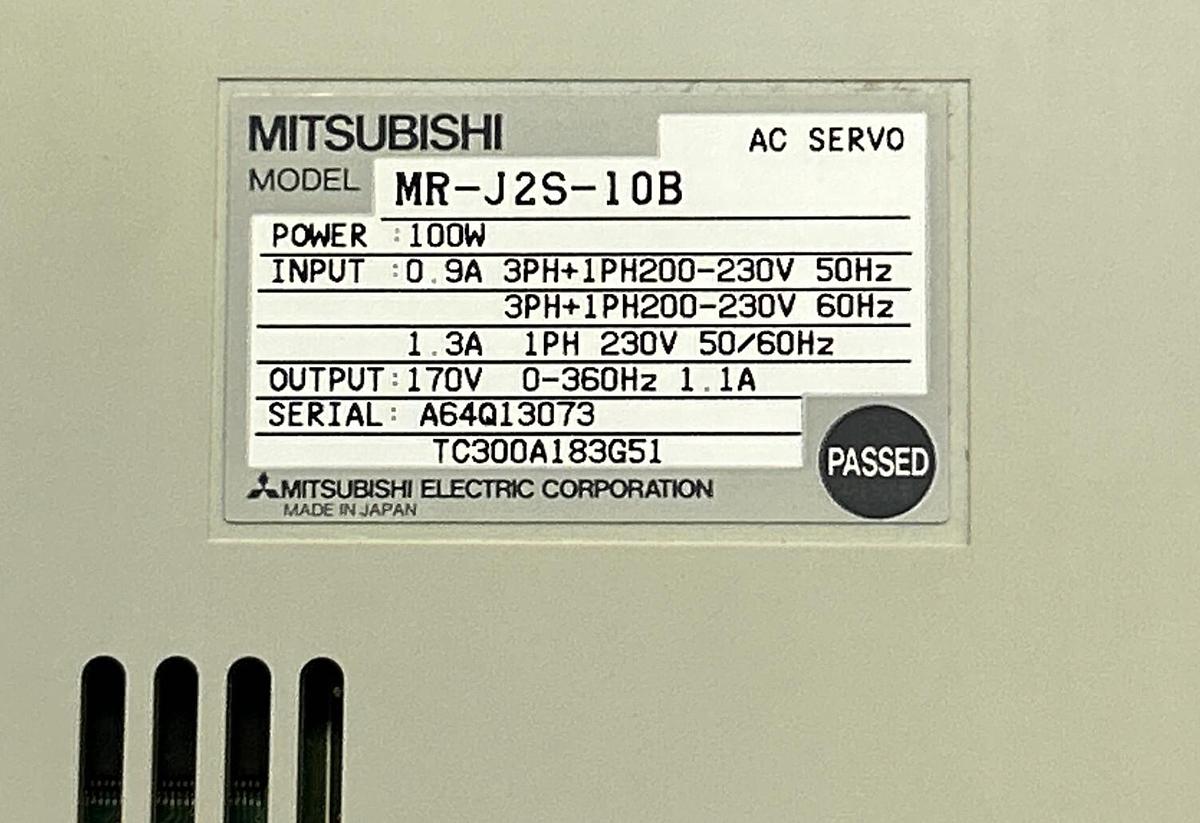 MITSUBISHI
AC SERVO
MODEL MR-J2S-10B
POWER :100W
INPUT :0.9A 3PH+1PH200-230V 50Hz
3PH+1PH200-230V 60Hz
1.3A 1PH 230V 50/60Hz
OUTPUT:170V 0-360Hz 1.1A
SERIAL: A64Q13073
TC300A183G51
PASSED
MITSUBISHI ELECTRIC CORPORATION
MADE IN JAPAN